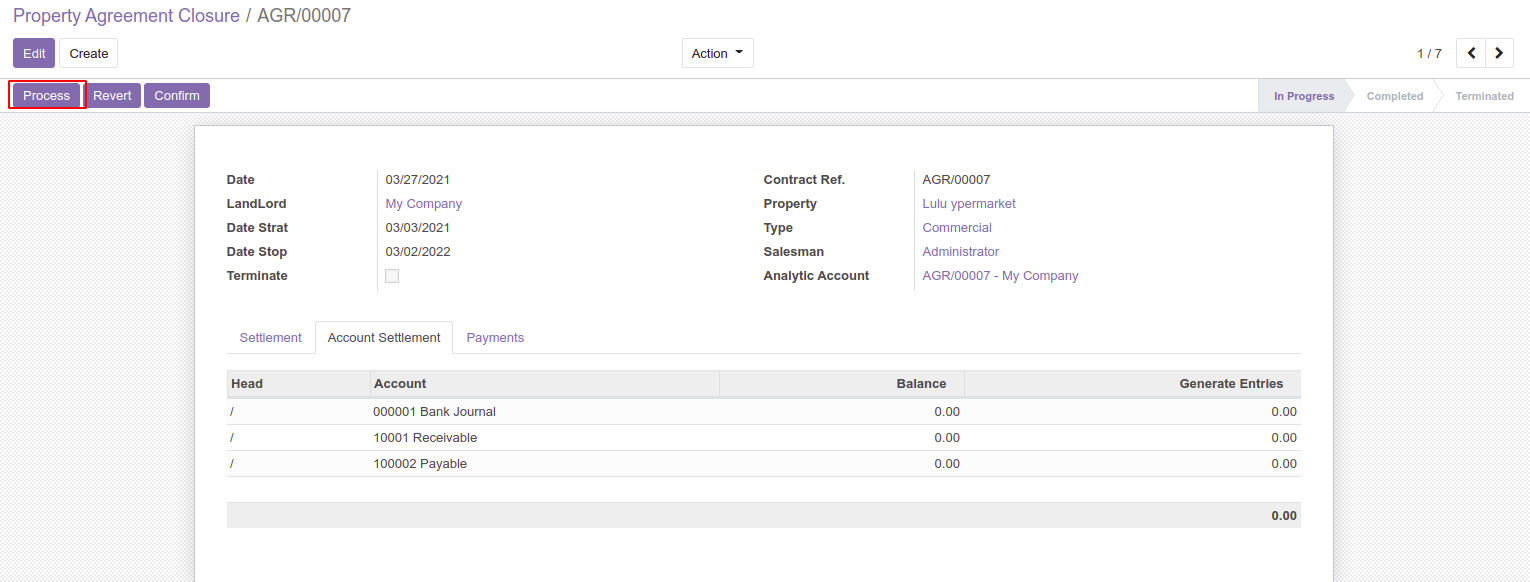 Property Agreement Closure / AGR/00007
Edit Create Action 1 / 7
Process Revert Confirm In Progress Completed Terminated
Date 03/27/2021 Contract Ref. AGR/00007
LandLord My Company Property Lulu ypermarket
Date Strat 03/03/2021 Type Commercial
Date Stop 03/02/2022 Salesman Administrator
Terminate Analytic Account AGR/00007 - My Company
Settlement Account Settlement Payments
Head Account Balance Generate Entries
/ 000001 Bank Journal 0.00 0.00
/ 10001 Receivable 0.00 0.00
/ 100002 Payable 0.00 0.00
0.00